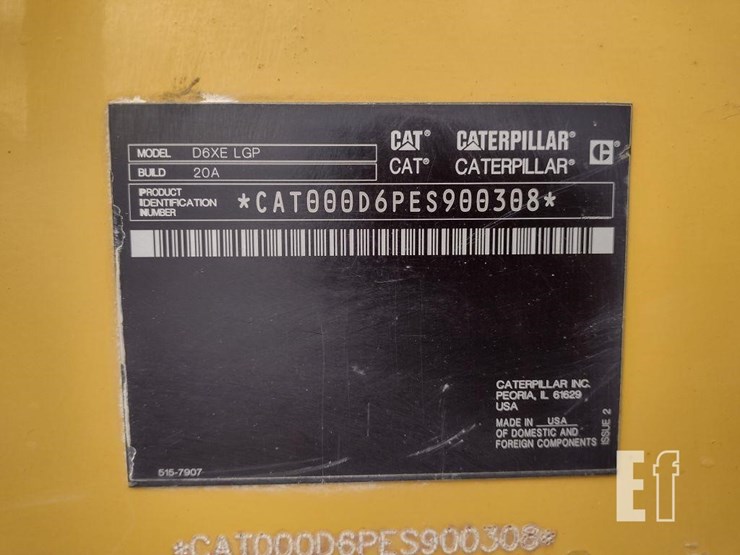 CAT® CATERPILLAR®
MODEL D6XE LGP
CAT® CATERPILLAR® C
BUILD 20A
PRODUCT IDENTIFICATION NUMBER *CAT000D6PES900308*
CATERPILLAR INC.
PEORIA, IL 61629
USA
MADE IN USA
OF DOMESTIC AND
FOREIGN COMPONENTS
ISSUE 2
515-7907
Ef
*CAT000D6PES900308*